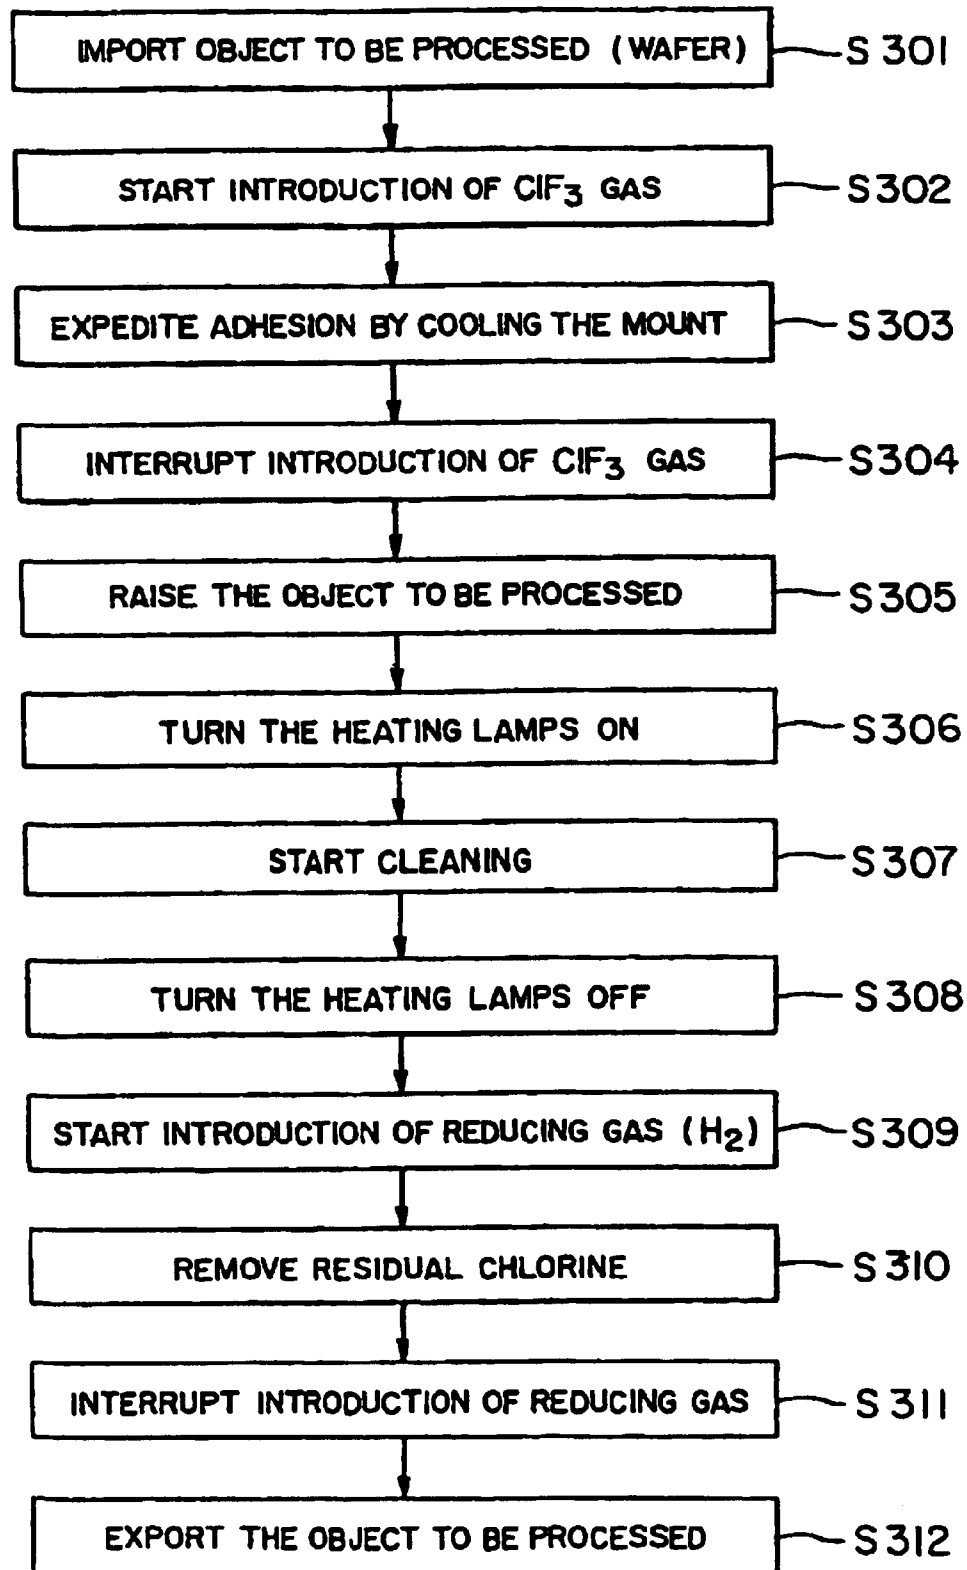 IMPORT OBJECT TO BE PROCESSED (WAFER) S301
START INTRODUCTION OF ClF3 GAS S302
EXPEDITE ADHESION BY COOLING THE MOUNT S303
INTERRUPT INTRODUCTION OF ClF3 GAS S304
RAISE THE OBJECT TO BE PROCESSED S305
TURN THE HEATING LAMPS ON S306
START CLEANING S307
TURN THE HEATING LAMPS OFF S308
START INTRODUCTION OF REDUCING GAS (H2) S309
REMOVE RESIDUAL CHLORINE S310
INTERRUPT INTRODUCTION OF REDUCING GAS S311
EXPORT THE OBJECT TO BE PROCESSED S312